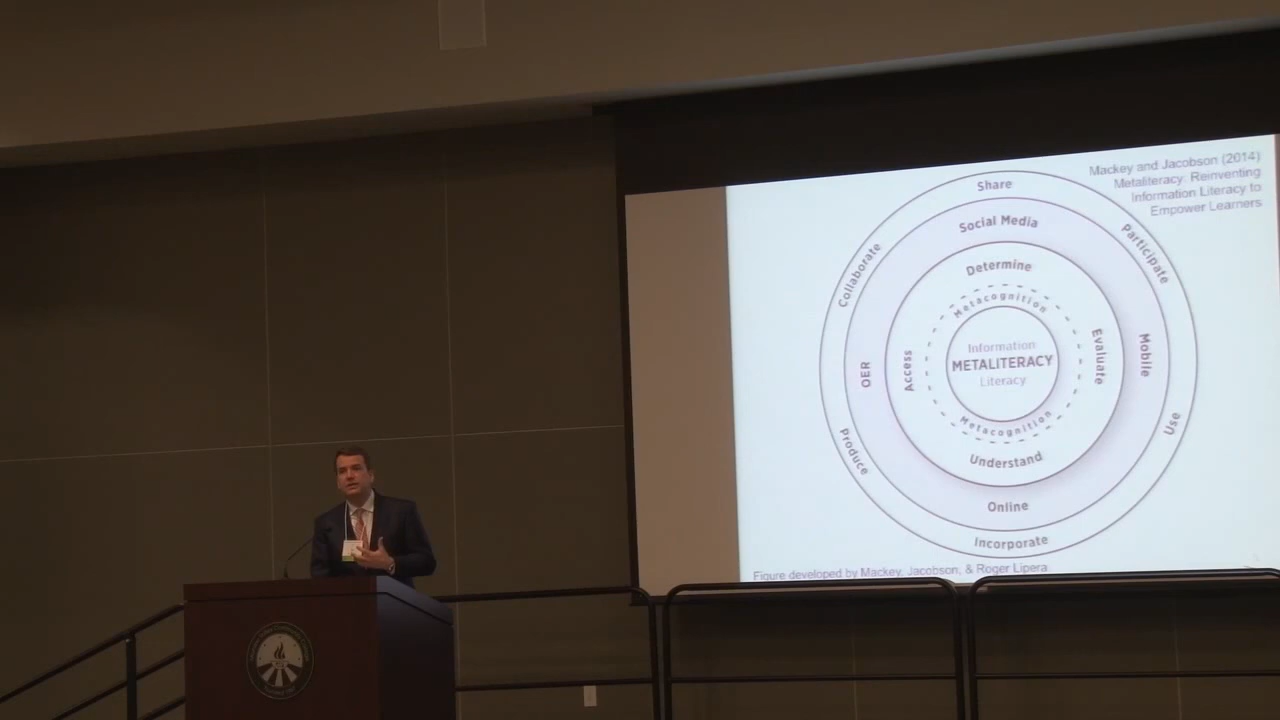 Mackey and Jacobson (2014)
Metaliteracy: Reinventing
Information Literacy to
Empower Learners
Share
Collaborate
Participate
Social Media
Determine
Metacognition
Information
METALITERACY
Literacy
OER
Access
Evaluate
Mobile
Metacognition
Produce
Use
Understand
Online
Incorporate
Figure developed by Mackey, Jacobson, & Roger Lipera